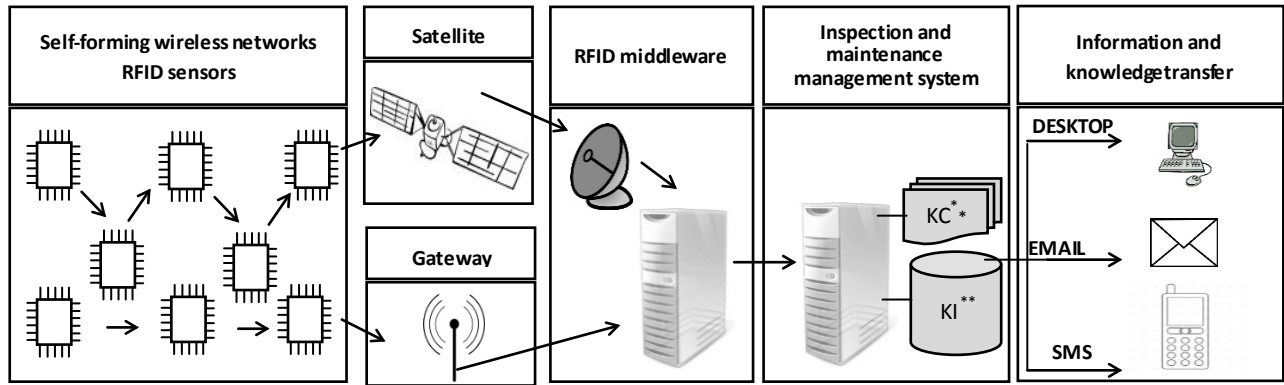 Self-forming wireless networks
RFID sensors
Satellite
Gateway
RFID middleware
Inspection and
maintenance
management system
KC*
*
KI**
Information and
knowledgetransfer
DESKTOP
EMAIL
SMS